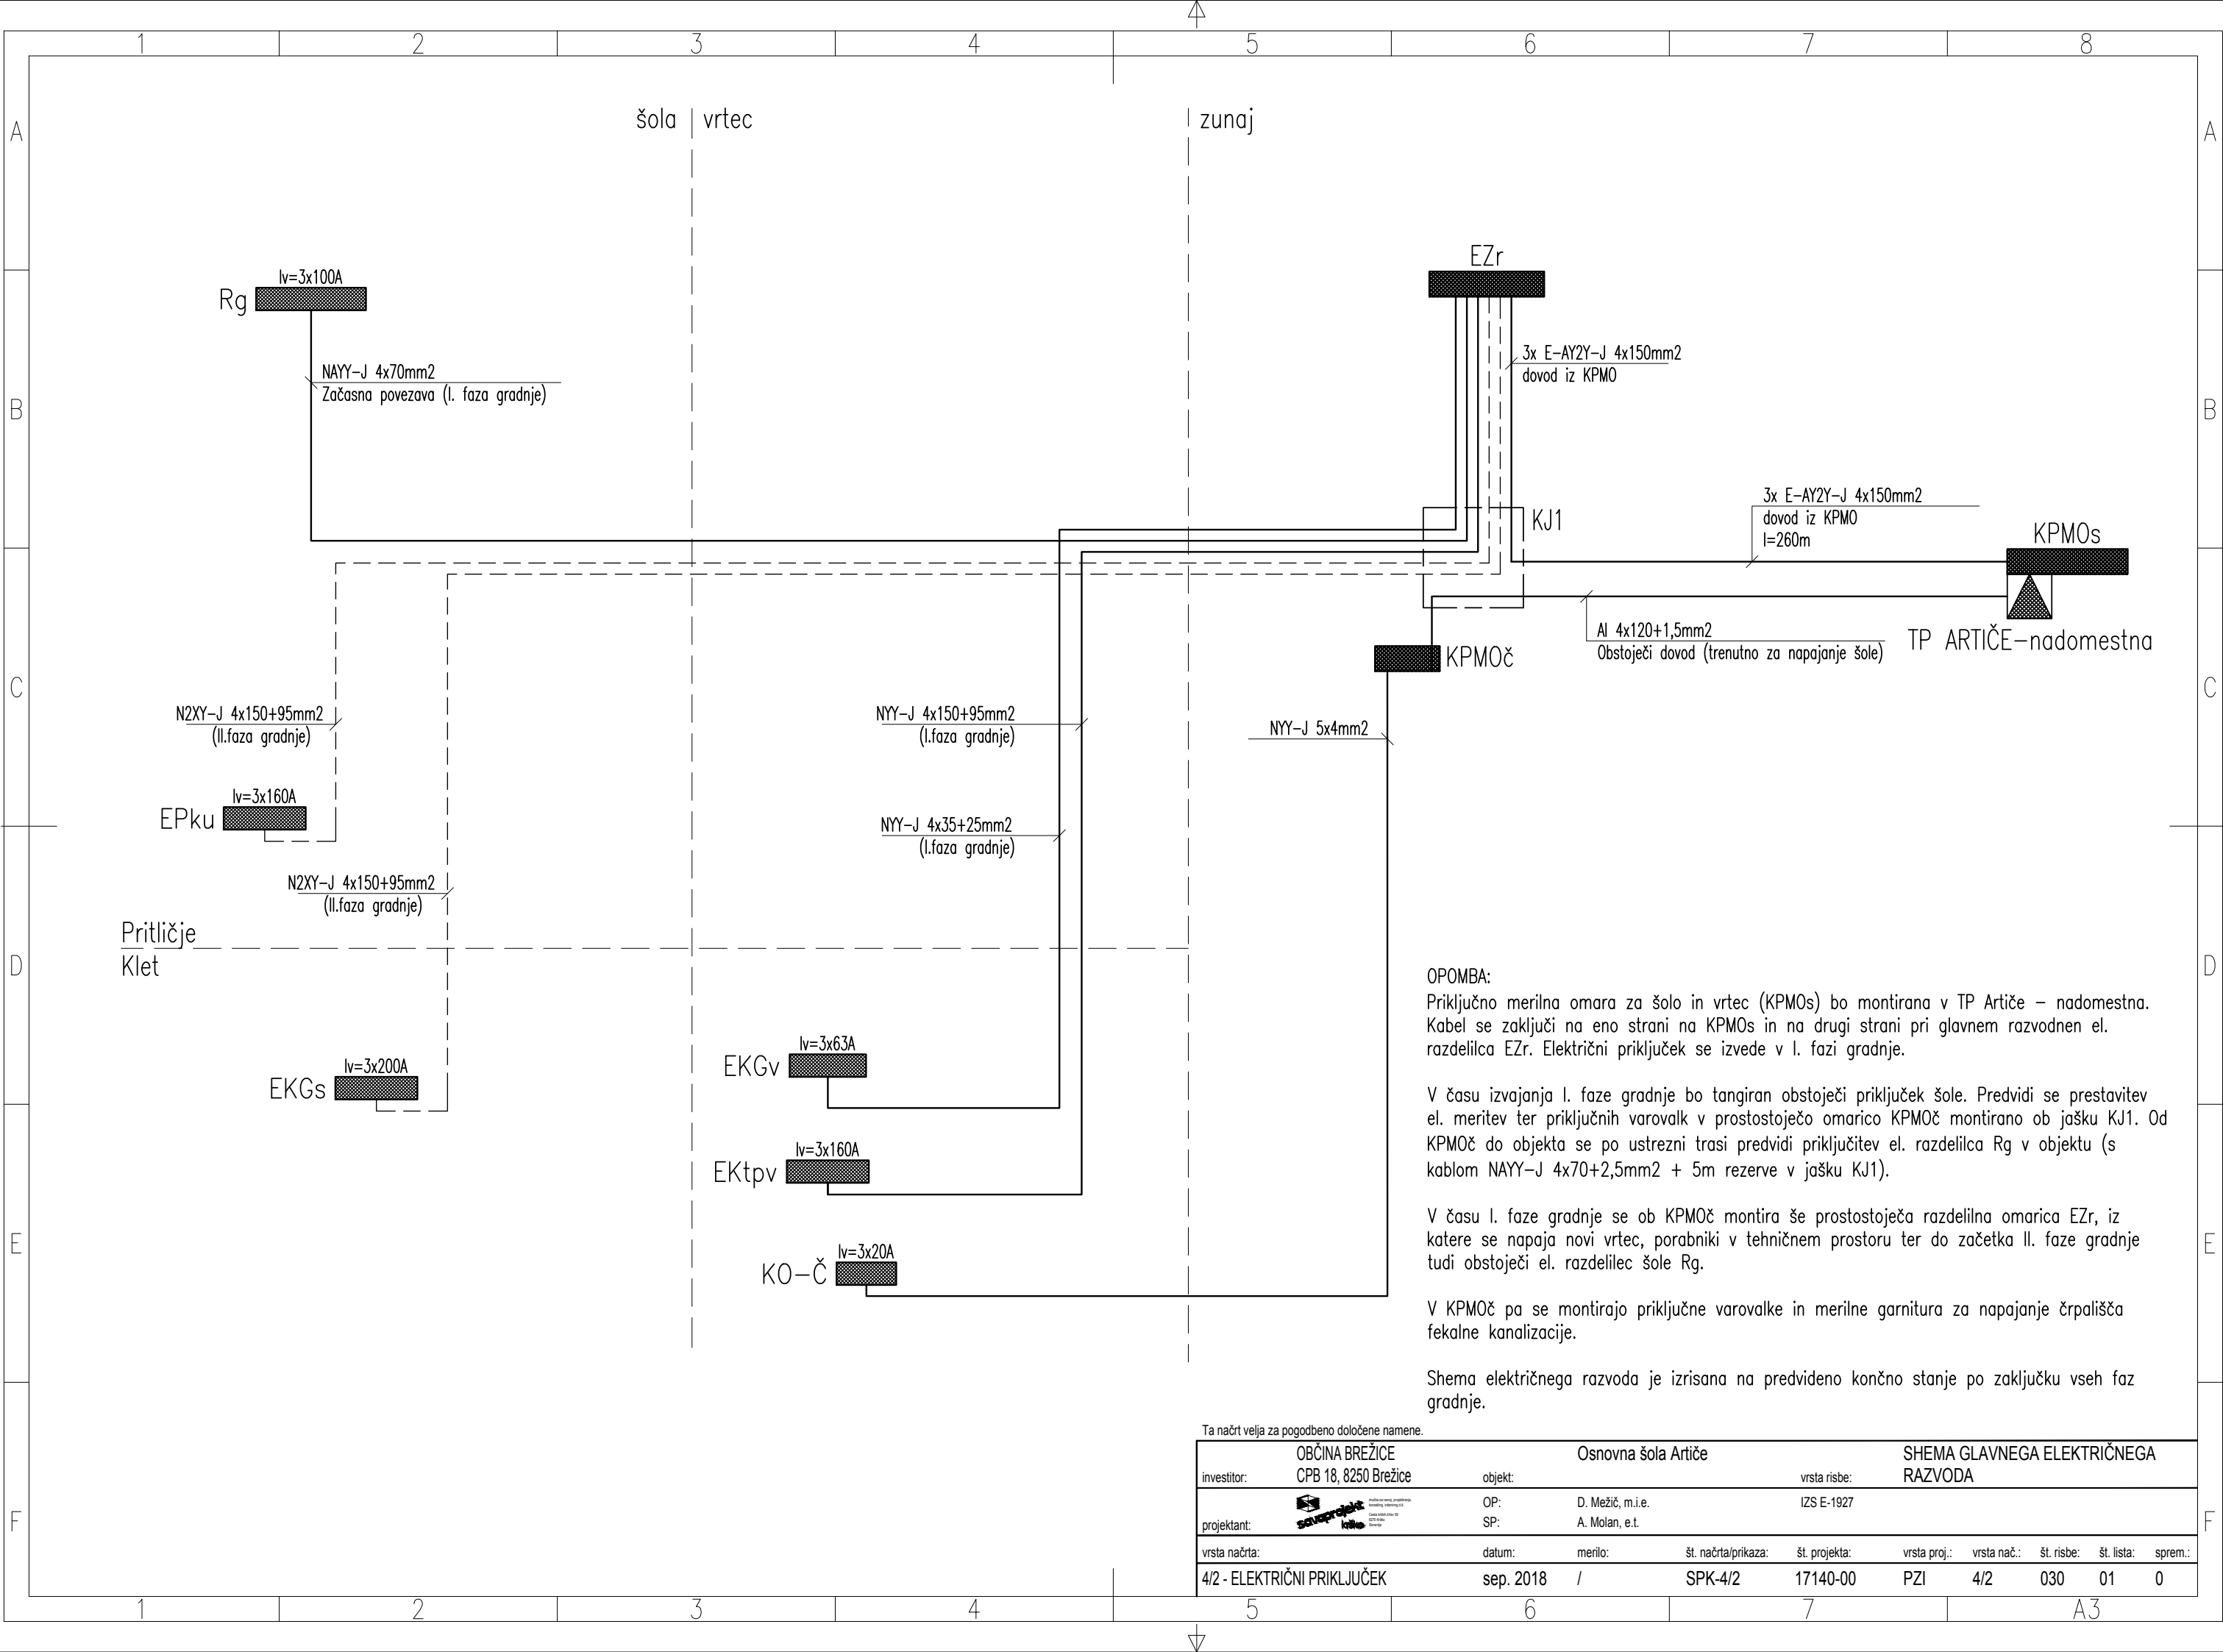 1 2 3 4 5 6 7 8
A A
šola vrtec zunaj
EZr
Iv=3x100A
Rg
3x E-AY2Y-J 4x150mm2
dovod iz KPMO
NAYY-J 4x70mm2
Začasna povezava (I. faza gradnje)
B B
3x E-AY2Y-J 4x150mm2
dovod iz KPMO
l=260m
KJ1
KPMOs
Al 4x120+1,5mm2
Obstoječi dovod (trenutno za napajanje šole)
TP ARTIČE-nadomestna
KPMOč
C C
N2XY-J 4x150+95mm2
(II.faza gradnje)
NYY-J 4x150+95mm2
(I.faza gradnje)
NYY-J 5x4mm2
Iv=3x160A
EPku
NYY-J 4x35+25mm2
(I.faza gradnje)
N2XY-J 4x150+95mm2
(II.faza gradnje)
Pritličje
Klet
D D
Iv=3x63A
EKGv
Iv=3x200A
EKGs
Iv=3x160A
EKtpv
Iv=3x20A
KO-Č
E E
OPOMBA:
Priključno merilna omara za šolo in vrtec (KPMOs) bo montirana v TP Artiče - nadomestna.
Kabel se zaključi na eno strani na KPMOs in na drugi strani pri glavnem razvodnen el.
razdelilca EZr. Električni priključek se izvede v I. fazi gradnje.
V času izvajanja I. faze gradnje bo tangiran obstoječi priključek šole. Predvidi se prestavitev
el. meritev ter priključnih varovalk v prostostoječo omarico KPMOč montirano ob jašku KJ1. Od
KPMOč do objekta se po ustrezni trasi predvidi priključitev el. razdelilca Rg v objektu (s
kablom NAYY-J 4x70+2,5mm2 + 5m rezerve v jašku KJ1).
V času I. faze gradnje se ob KPMOč montira še prostostoječa razdelilna omarica EZr, iz
katere se napaja novi vrtec, porabniki v tehničnem prostoru ter do začetka II. faze gradnje
tudi obstoječi el. razdelilec šole Rg.
V KPMOč pa se montirajo priključne varovalke in merilne garnitura za napajanje črpališča
fekalne kanalizacije.
Shema električnega razvoda je izrisana na predvideno končno stanje po zaključku vseh faz
gradnje.
Ta načrt velja za pogodbeno določene namene.
investitor: OBČINA BREŽICE
CPB 18, 8250 Brežice
objekt: Osnovna šola Artiče
vrsta risbe: SHEMA GLAVNEGA ELEKTRIČNEGA
RAZVODA
projektant: savaprojekt
krško
OP: D. Mežič, m.i.e. IZS E-1927
SP: A. Molan, e.t.
F F
vrsta načrta: datum: merilo: št. načrta/prikaza: št. projekta: vrsta proj.: vrsta nač.: št. risbe: št. lista: sprem.:
4/2 - ELEKTRIČNI PRIKLJUČEK sep. 2018 / SPK-4/2 17140-00 PZI 4/2 030 01 0
1 2 3 4 5 6 7 A3